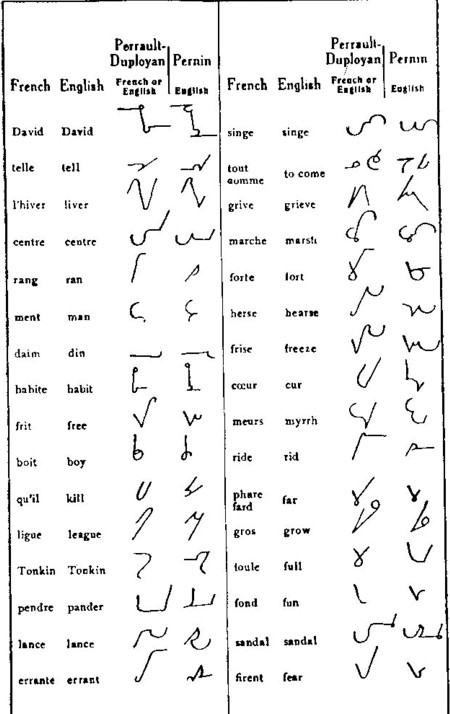 Perrault-
Duployan
Pernin
French English
French or
English
English
David David
telle tell
l'hiver liver
centre centre
rang ran
ment man
daim din
habite habit
frit free
boit boy
qu'il kill
ligue league
Tonkin Tonkin
pendre pander
lance lance
errante errant
Perrault-
Duployan
Pernin
French English
French or
English
English
singe singe
tout
gomme to come
grive grieve
marche marsh
forte fort
herse hearse
frise freeze
cœur cur
meurs myrrh
ride rid
phare
fard far
gros grow
foule full
fond fun
sandal sandal
firent fear